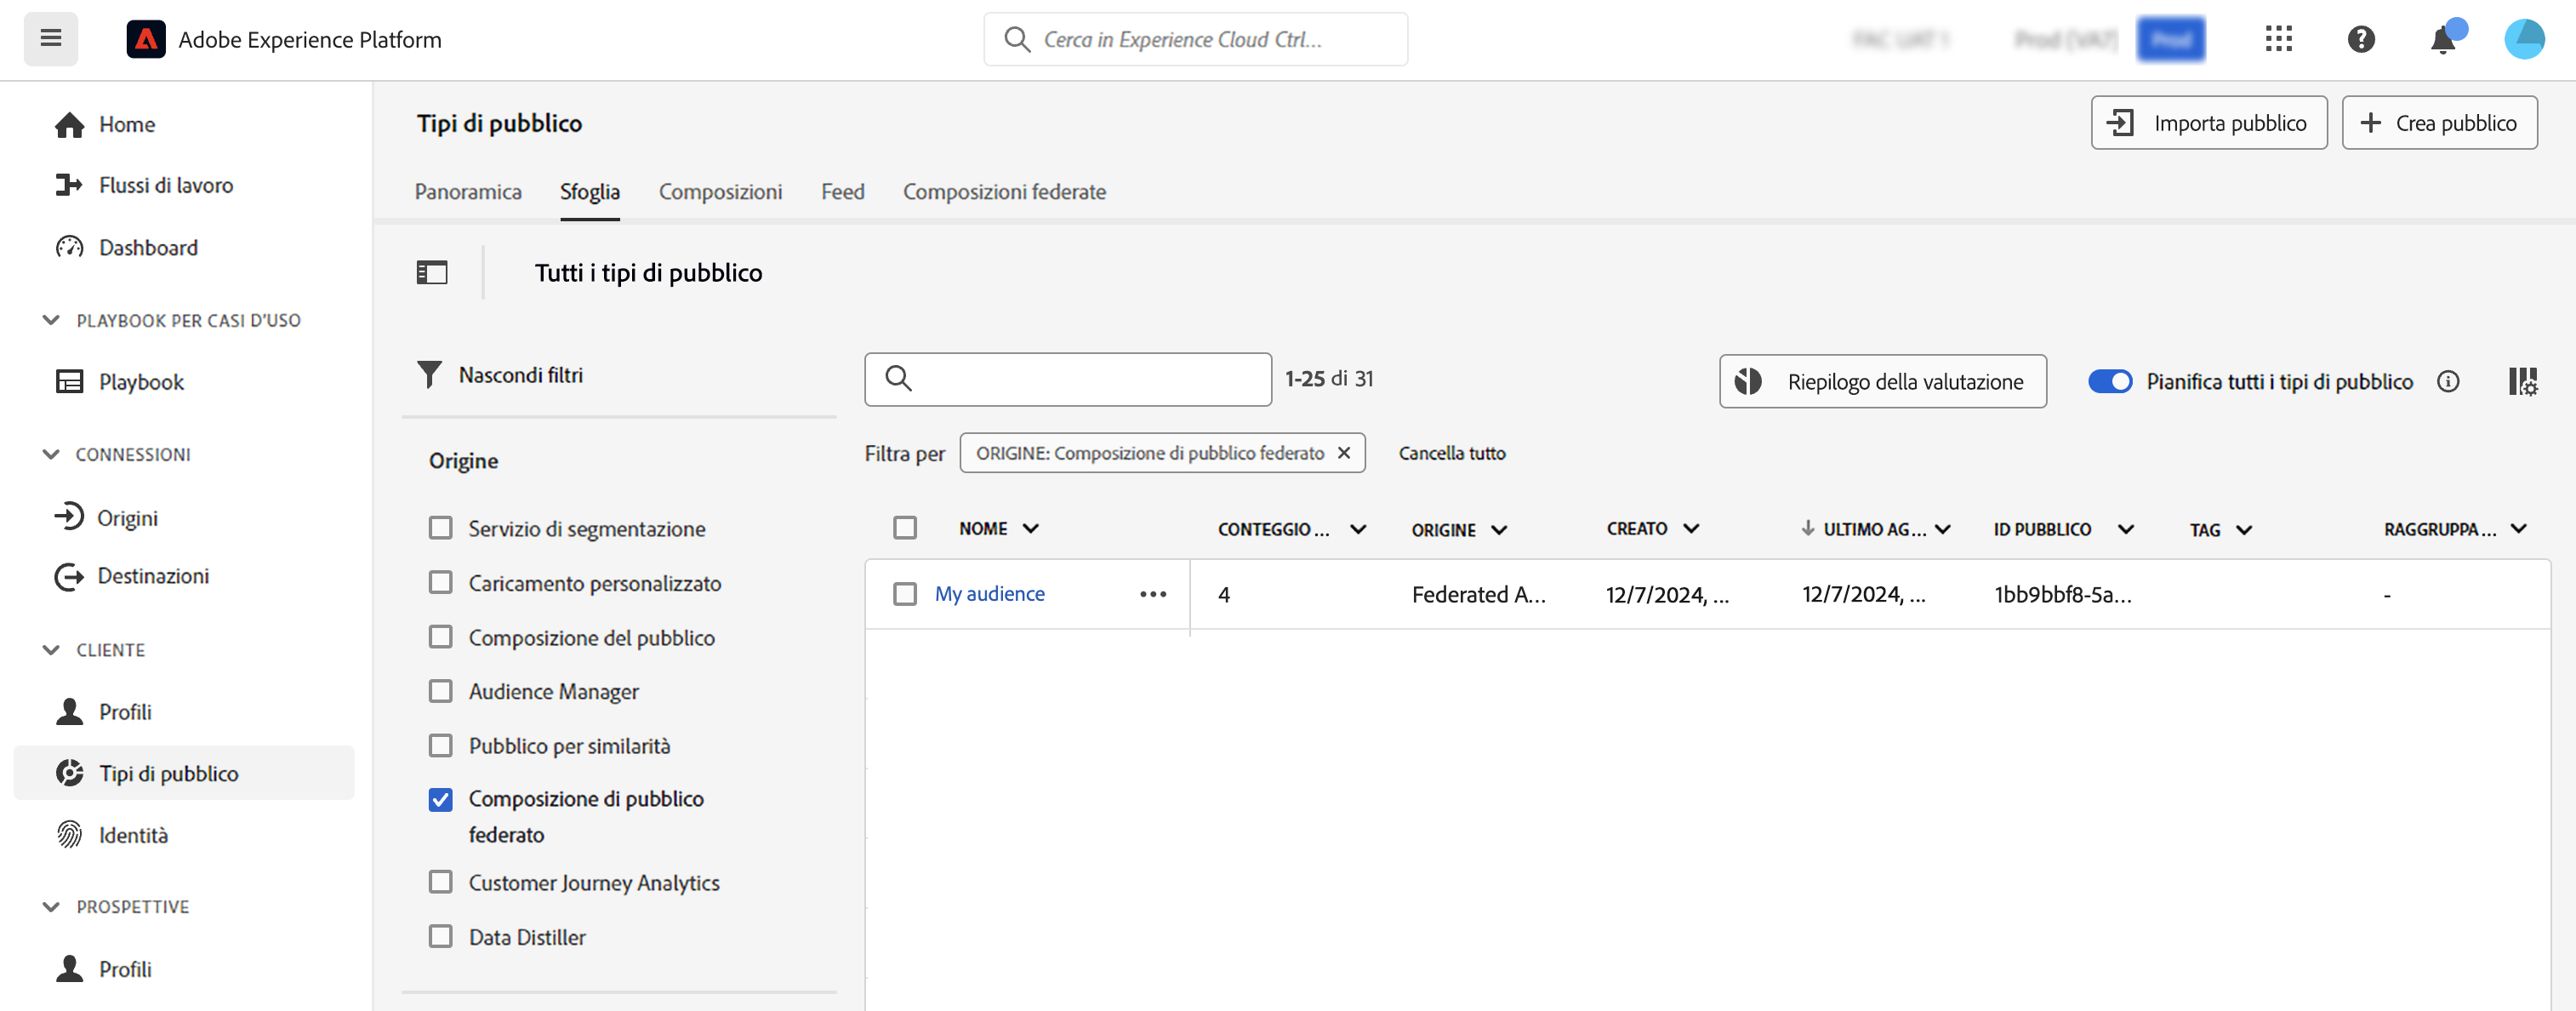 Adobe Experience Platform
Cerca in Experience Cloud Ctrl...
Home
Flussi di lavoro
Dashboard
PLAYBOOK PER CASI D'USO
Playbook
CONNESSIONI
Origini
Destinazioni
CLIENTE
Profili
Tipi di pubblico
Identità
PROSPETTIVE
Profili
Tipi di pubblico
Importa pubblico
Crea pubblico
Panoramica
Sfoglia
Composizioni
Feed
Composizioni federate
Tutti i tipi di pubblico
Nascondi filtri
Origine
Servizio di segmentazione
Caricamento personalizzato
Composizione del pubblico
Audience Manager
Pubblico per similarità
Composizione di pubblico
federato
Customer Journey Analytics
Data Distiller
1-25 di 31
Riepilogo della valutazione
Pianifica tutti i tipi di pubblico
Filtra per
ORIGINE: Composizione di pubblico federato
Cancella tutto
NOME
CONTEGGIO ...
ORIGINE
CREATO
ULTIMO AG...
ID PUBBLICO
TAG
RAGGRUPPA ...
My audience
4
Federated A...
12/7/2024, ...
12/7/2024, ...
1bb9bbf8-5a...
-